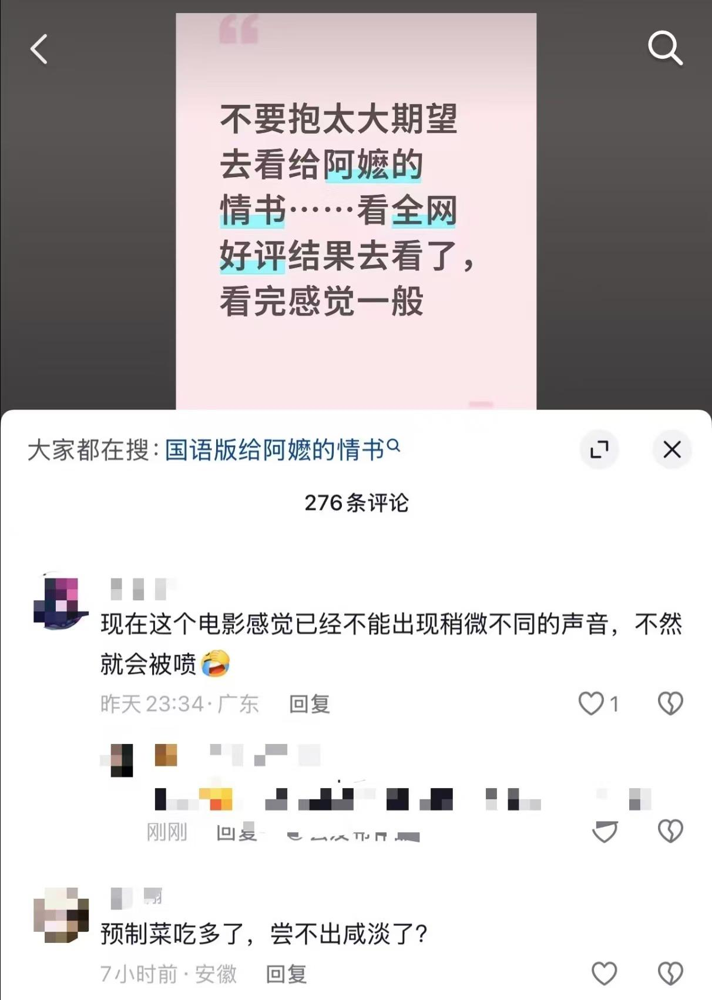 不要抱太大期望
去看给阿嬷的
情书……看全网
好评结果去看了，
看完感觉一般
大家都在搜:国语版给阿嬷的情书
276条评论
现在这个电影感觉已经不能出现稍微不同的声音，不然
就会被喷
昨天23:34·广东 回复
1
刚刚 回复
预制菜吃多了，尝不出咸淡了?
7小时前·安徽 回复